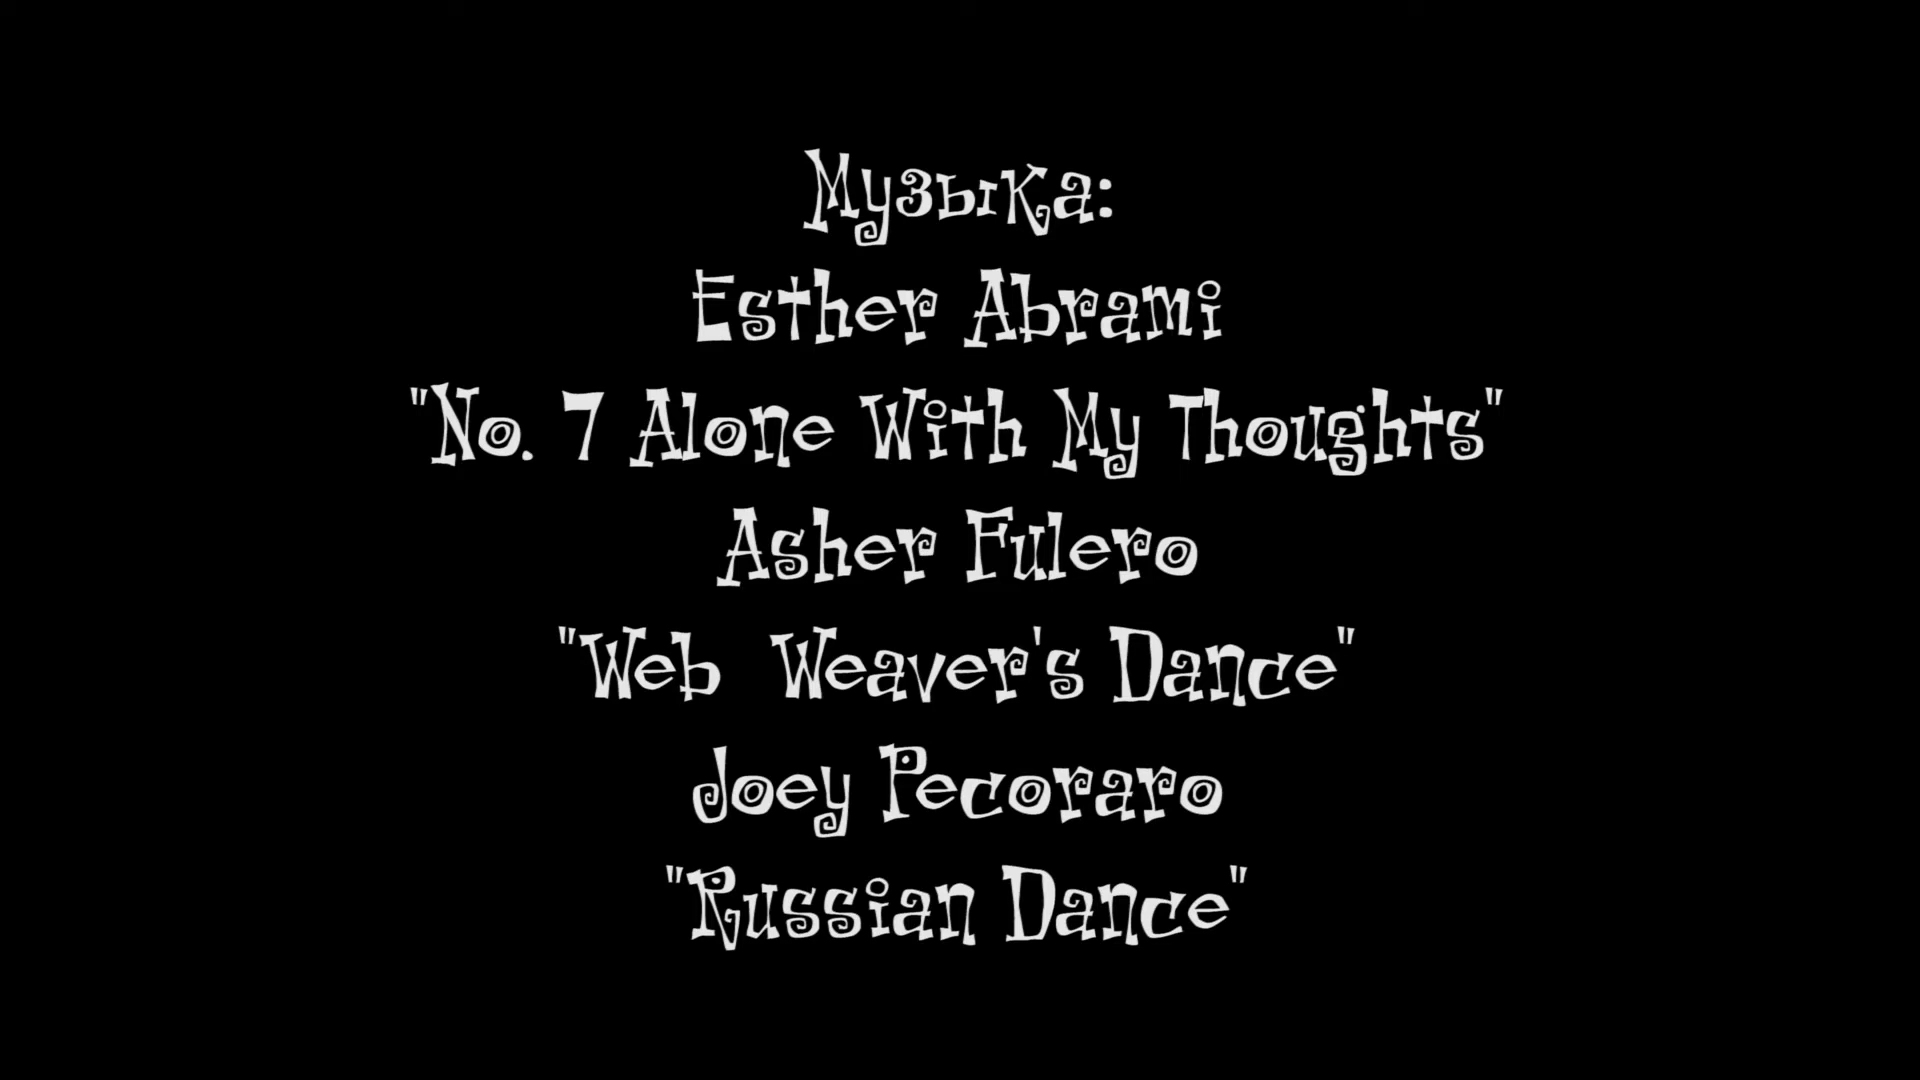 Музыка:
Esther Abrami
"No. 7 Alone With My Thoughts"
Asher Fulero
"Web  Weaver's Dance"
Joey Pecoraro
"Russian Dance"